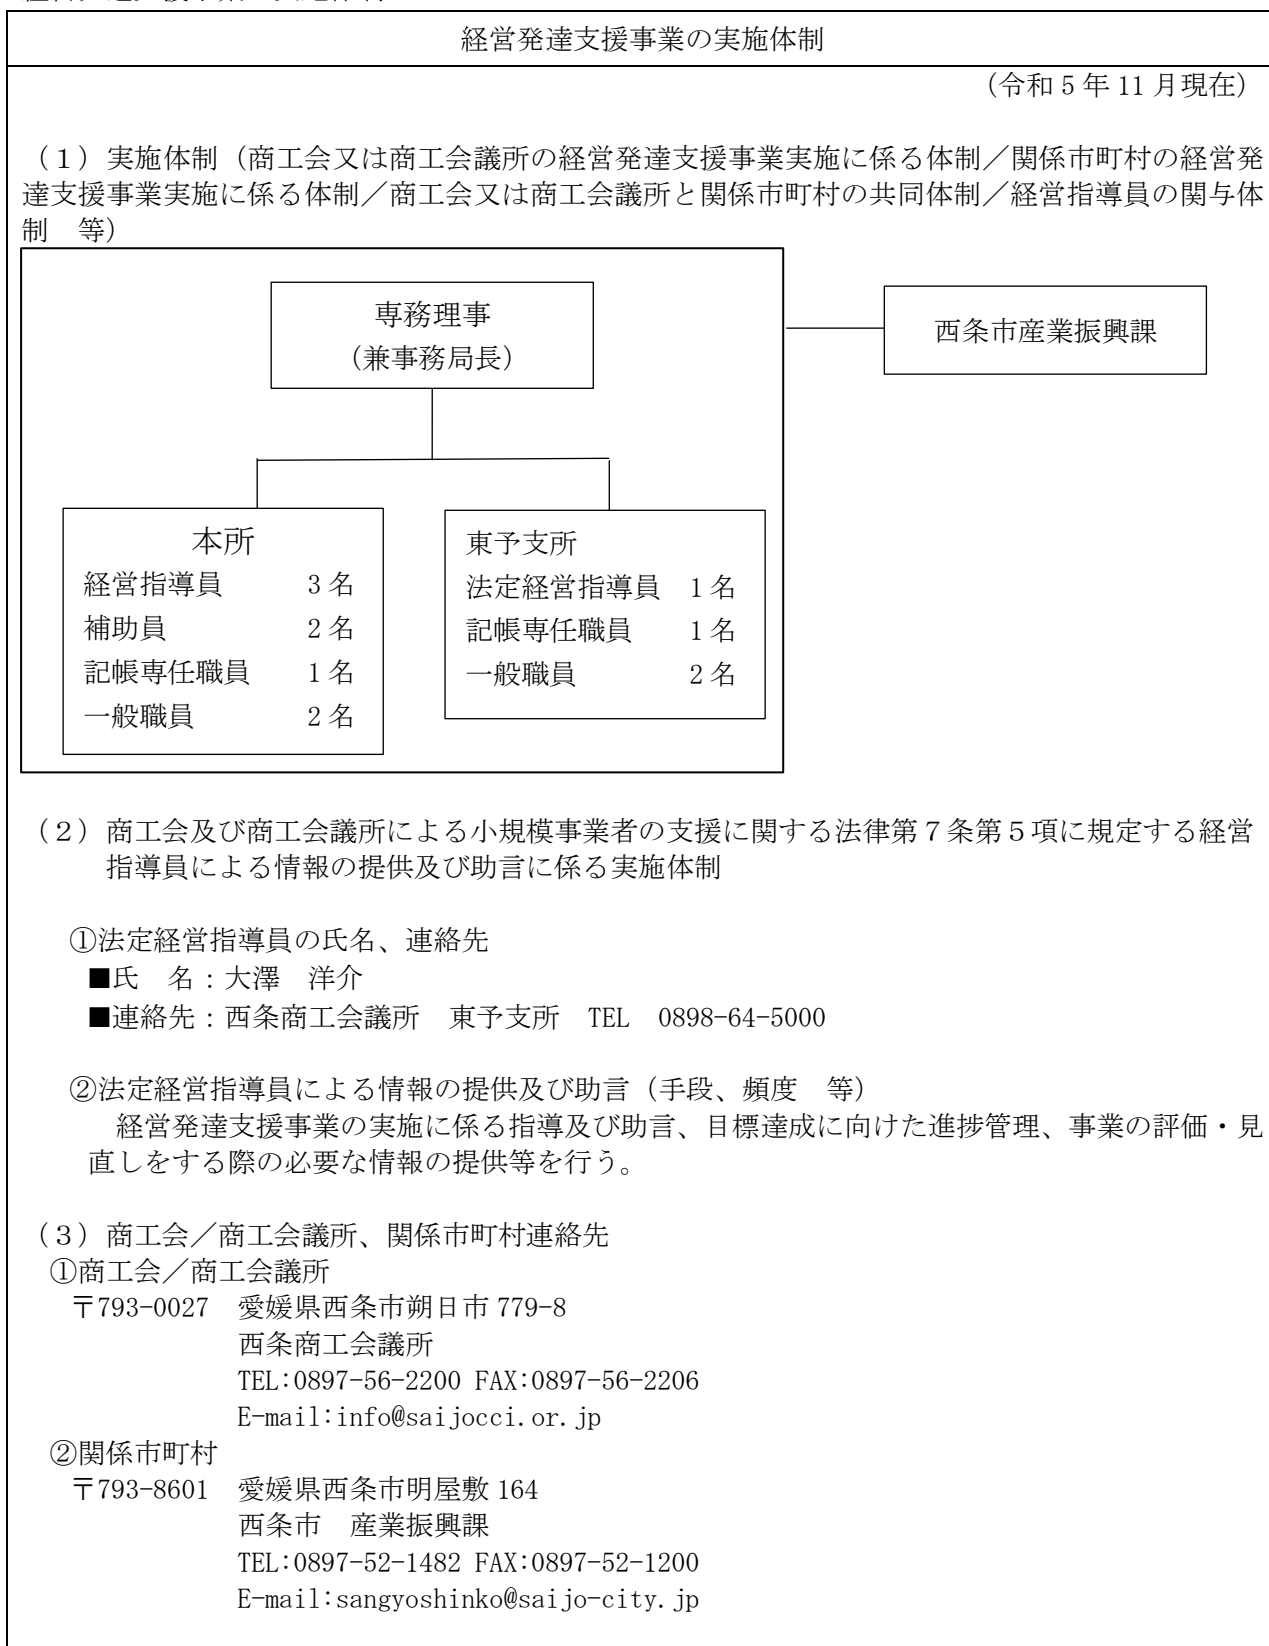 経営発達支援事業の実施体制
(令和 5 年 11 月現在)
(1)実施体制(商工会又は商工会議所の経営発達支援事業実施に係る体制/関係市町村の経営発
達支援事業実施に係る体制/商工会又は商工会議所と関係市町村の共同体制/経営指導員の関与体
制 等)
専務理事
(兼事務局長)
西条市産業振興課
本所
経営指導員 3 名
補助員 2 名
記帳専任職員 1 名
一般職員 2 名
東予支所
法定経営指導員 1 名
記帳専任職員 1 名
一般職員 2 名
(2)商工会及び商工会議所による小規模事業者の支援に関する法律第7条第5項に規定する経営
指導員による情報の提供及び助言に係る実施体制
①法定経営指導員の氏名、連絡先
■氏 名:大澤 洋介
■連絡先:西条商工会議所 東予支所 TEL 0898-64-5000
②法定経営指導員による情報の提供及び助言(手段、頻度 等)
経営発達支援事業の実施に係る指導及び助言、目標達成に向けた進捗管理、事業の評価・見
直しをする際の必要な情報の提供等を行う。
(3)商工会/商工会議所、関係市町村連絡先
①商工会/商工会議所
〒793-0027 愛媛県西条市朔日市 779-8
西条商工会議所
TEL:0897-56-2200 FAX:0897-56-2206
E-mail:info@saijocci.or.jp
②関係市町村
〒793-8601 愛媛県西条市明屋敷 164
西条市 産業振興課
TEL:0897-52-1482 FAX:0897-52-1200
E-mail:sangyoshinko@saijo-city.jp